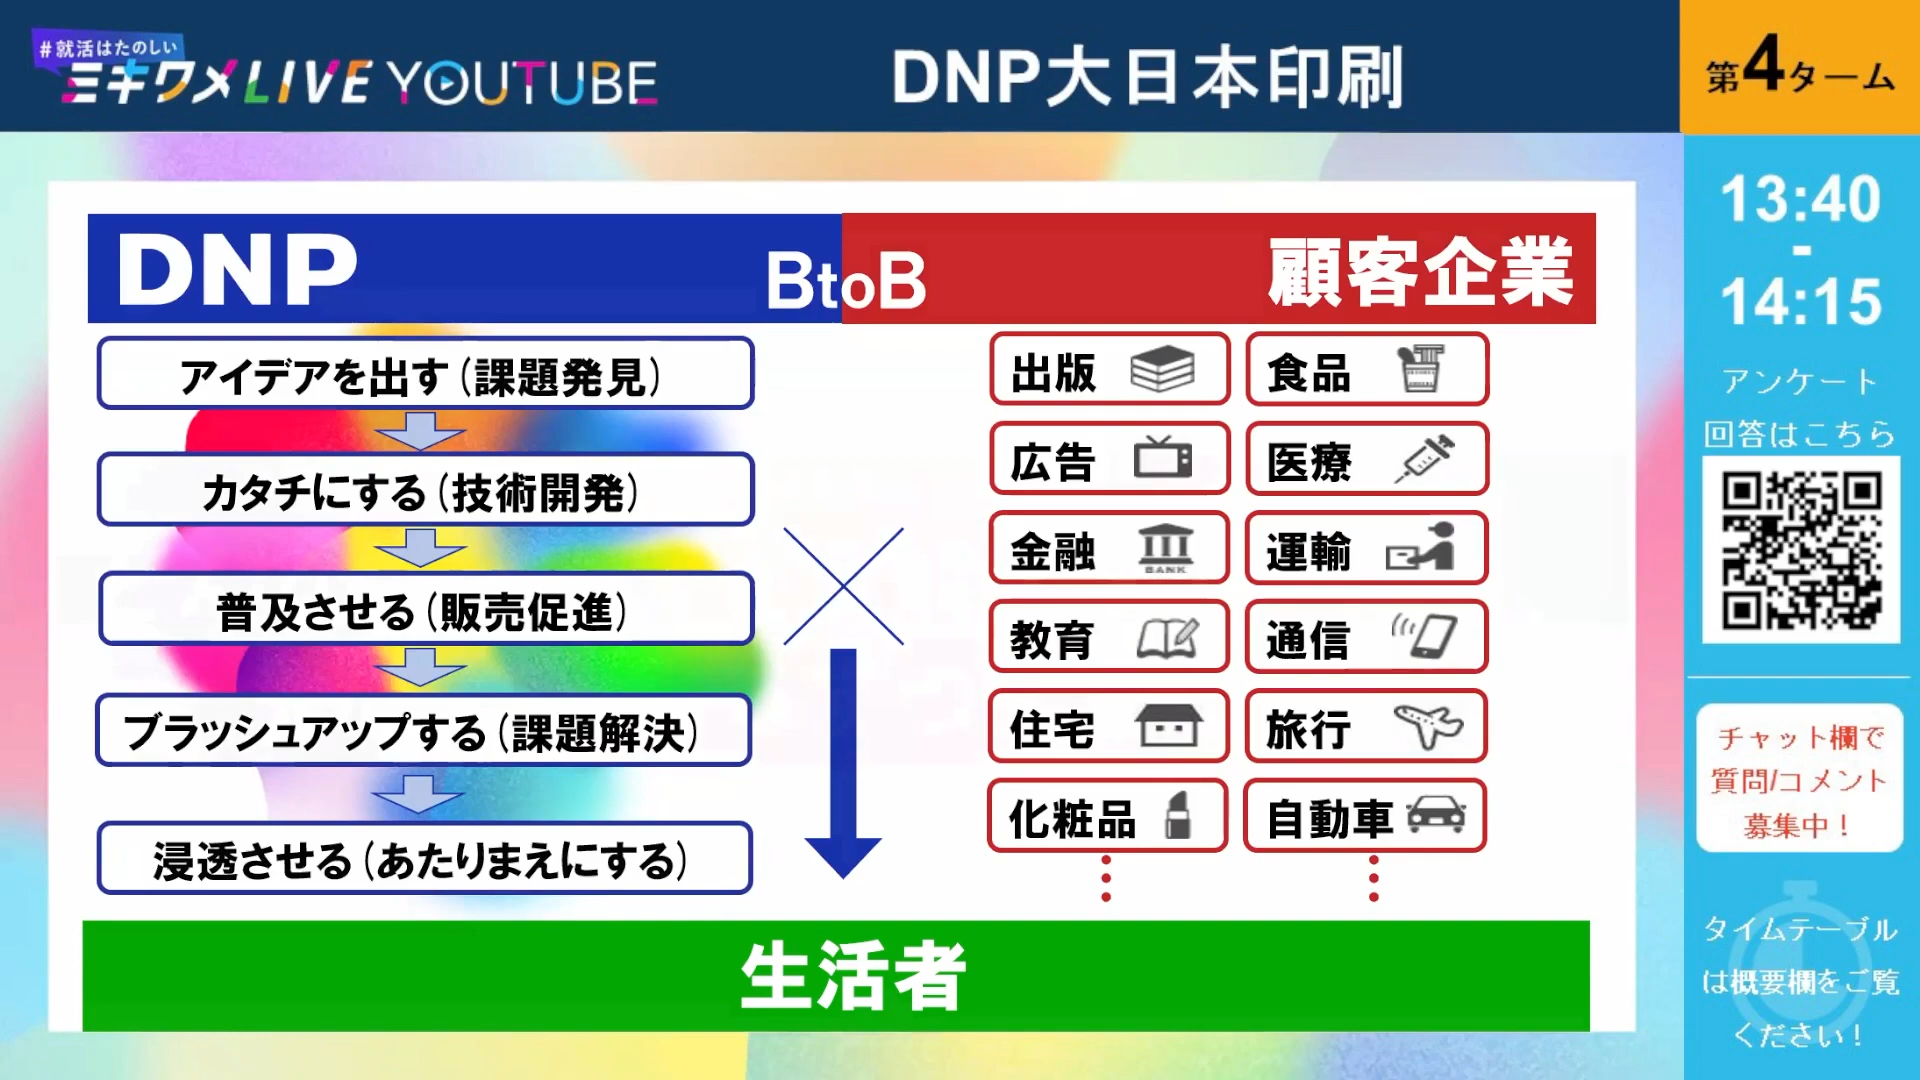 #就活はたのしい
ミキワメLIVE YOUTUBE
DNP大日本印刷
第4ターム
DNP
BtoB
顧客企業
アイデアを出す(課題発見)
カタチにする(技術開発)
普及させる(販売促進)
ブラッシュアップする(課題解決)
浸透させる(あたりまえにする)
出版
食品
広告
医療
金融
BANK
運輸
教育
通信
住宅
旅行
化粧品
自動車
生活者
13:40
-
14:15
アンケート
回答はこちら
チャット欄で
質問/コメント
募集中！
タイムテーブル
は概要欄をご覧
ください！